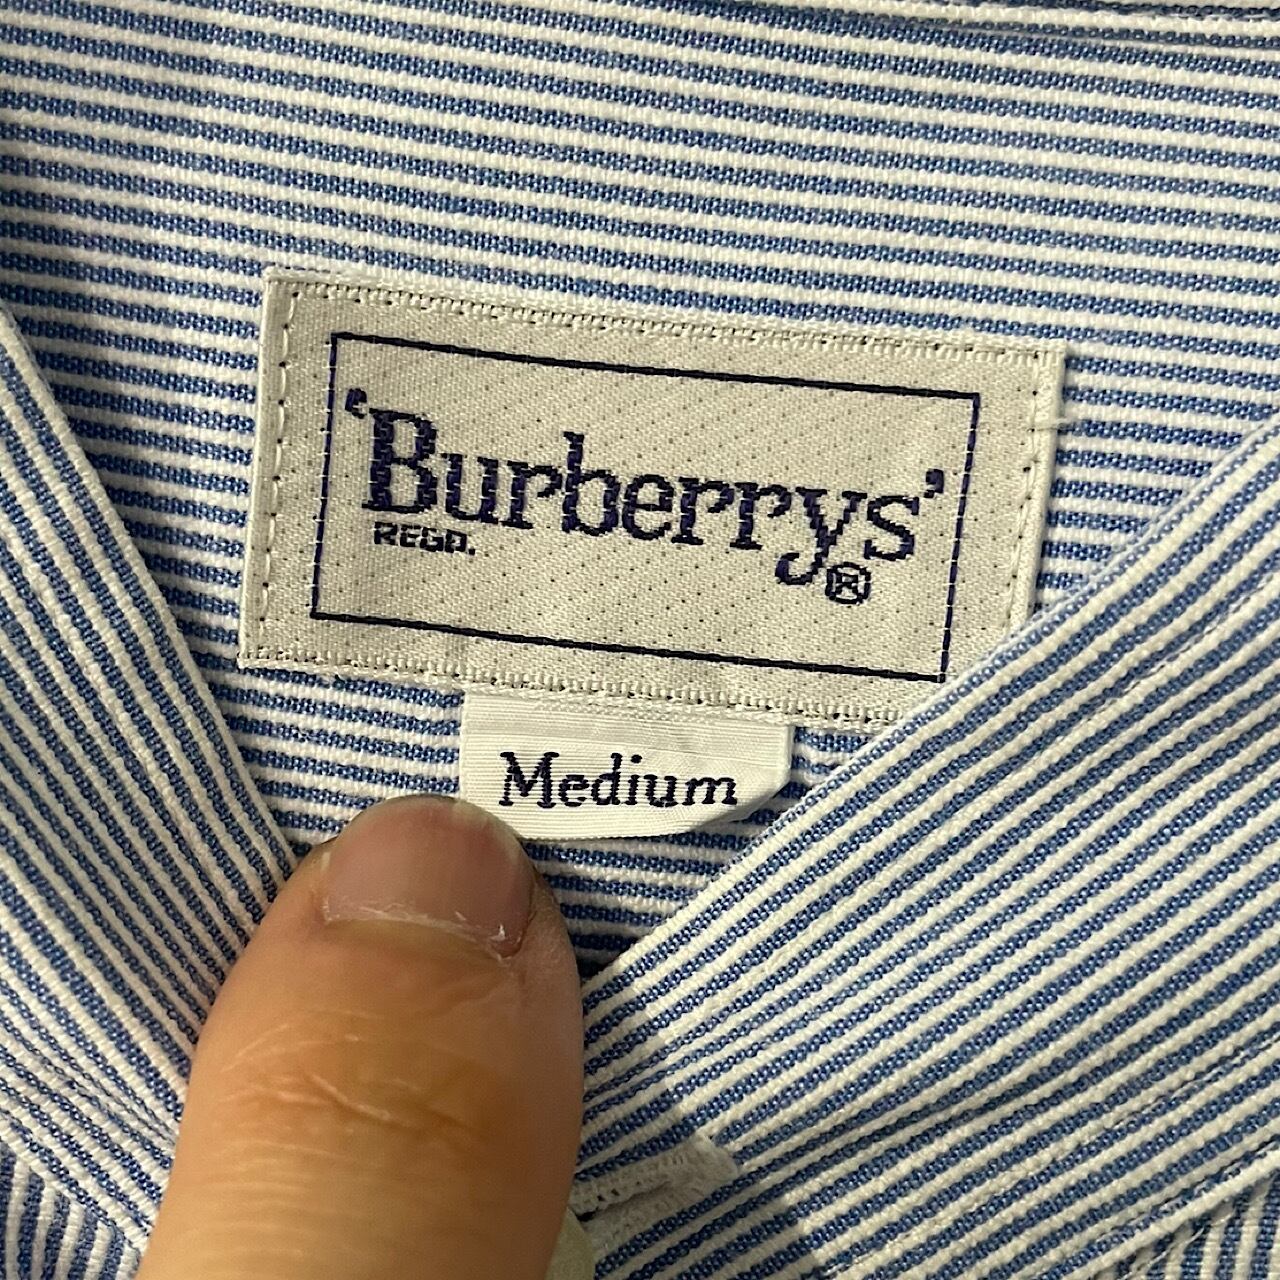 ‘Burberrys’
REGD.
®
Medium